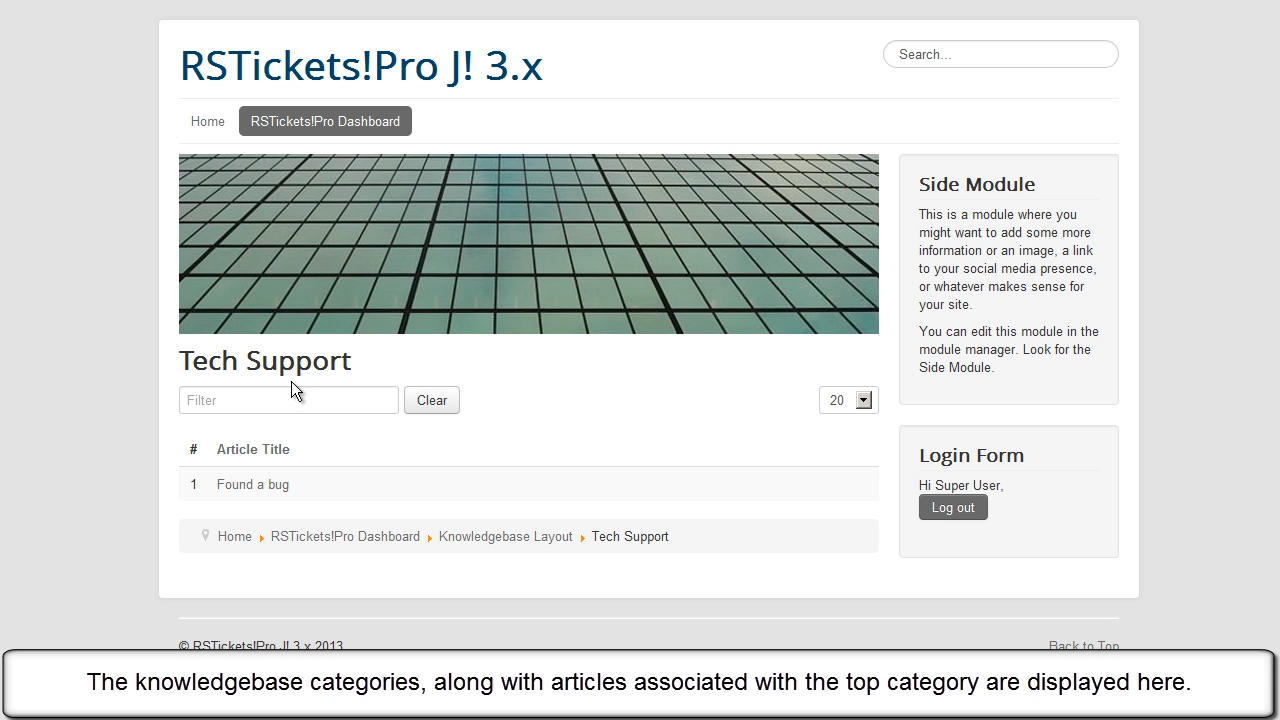 RSTickets!Pro J! 3.x
Search...
Home
RSTickets!Pro Dashboard
Side Module
This is a module where you
might want to add some more
information or an image, a link
to your social media presence,
or whatever makes sense for
your site.
You can edit this module in the
module manager. Look for the
Side Module.
Tech Support
Filter
Clear
20
# Article Title
1 Found a bug
Home RSTickets!Pro Dashboard Knowledgebase Layout Tech Support
Login Form
Hi Super User,
Log out
© RSTickets!Pro J! 3.x 2013
Back to Top
The knowledgebase categories, along with articles associated with the top category are displayed here.